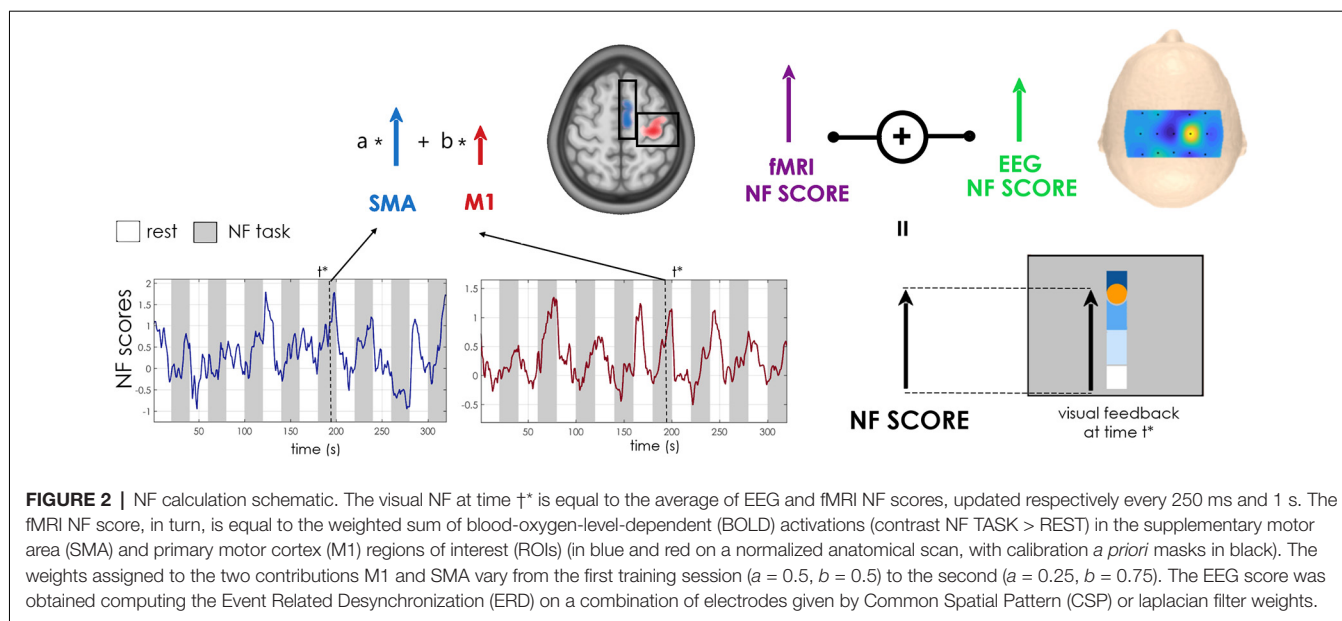 a * + b *
SMA M1
fMRI
NF SCORE
+
EEG
NF SCORE
=
rest NF task
NF scores
†*
2
1.5
1
0.5
0
-0.5
-1
50 100 150 200 250 300
time (s)
†*
1.5
1
0.5
0
-0.5
50 100 150 200 250 300
time (s)
NF SCORE
visual feedback
at time †*
FIGURE 2 | NF calculation schematic. The visual NF at time †* is equal to the average of EEG and fMRI NF scores, updated respectively every 250 ms and 1 s. The
fMRI NF score, in turn, is equal to the weighted sum of blood-oxygen-level-dependent (BOLD) activations (contrast NF TASK > REST) in the supplementary motor
area (SMA) and primary motor cortex (M1) regions of interest (ROIs) (in blue and red on a normalized anatomical scan, with calibration a priori masks in black). The
weights assigned to the two contributions M1 and SMA vary from the first training session (a = 0.5, b = 0.5) to the second (a = 0.25, b = 0.75). The EEG score was
obtained computing the Event Related Desynchronization (ERD) on a combination of electrodes given by Common Spatial Pattern (CSP) or laplacian filter weights.